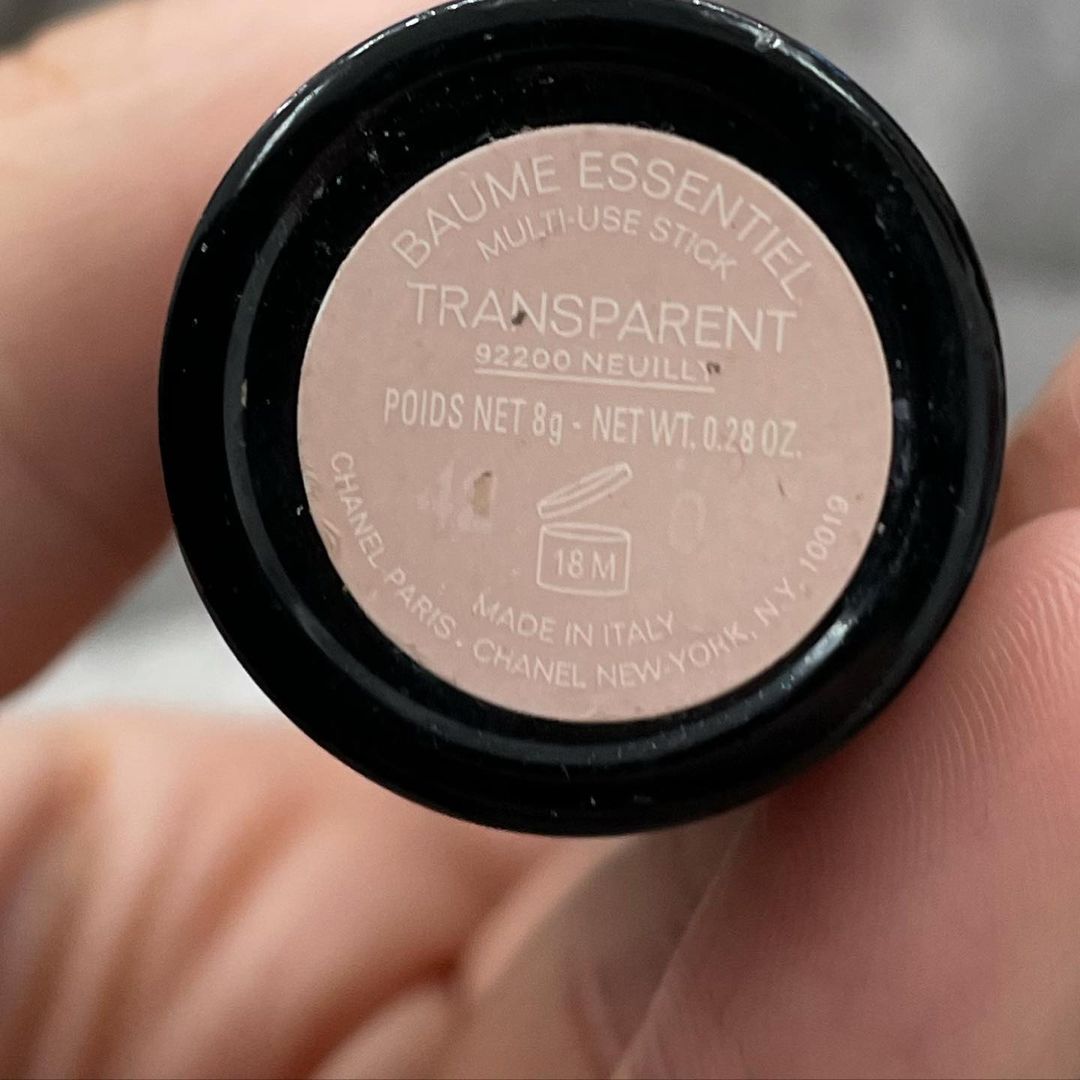 BAUME ESSENTIEL
MULTI-USE STICK
TRANSPARENT
92200 NEUILLY
POIDS NET 8g - NET WT. 0.28 OZ.
18 M
MADE IN ITALY
CHANEL PARIS - CHANEL NEW-YORK, N.Y. 10019